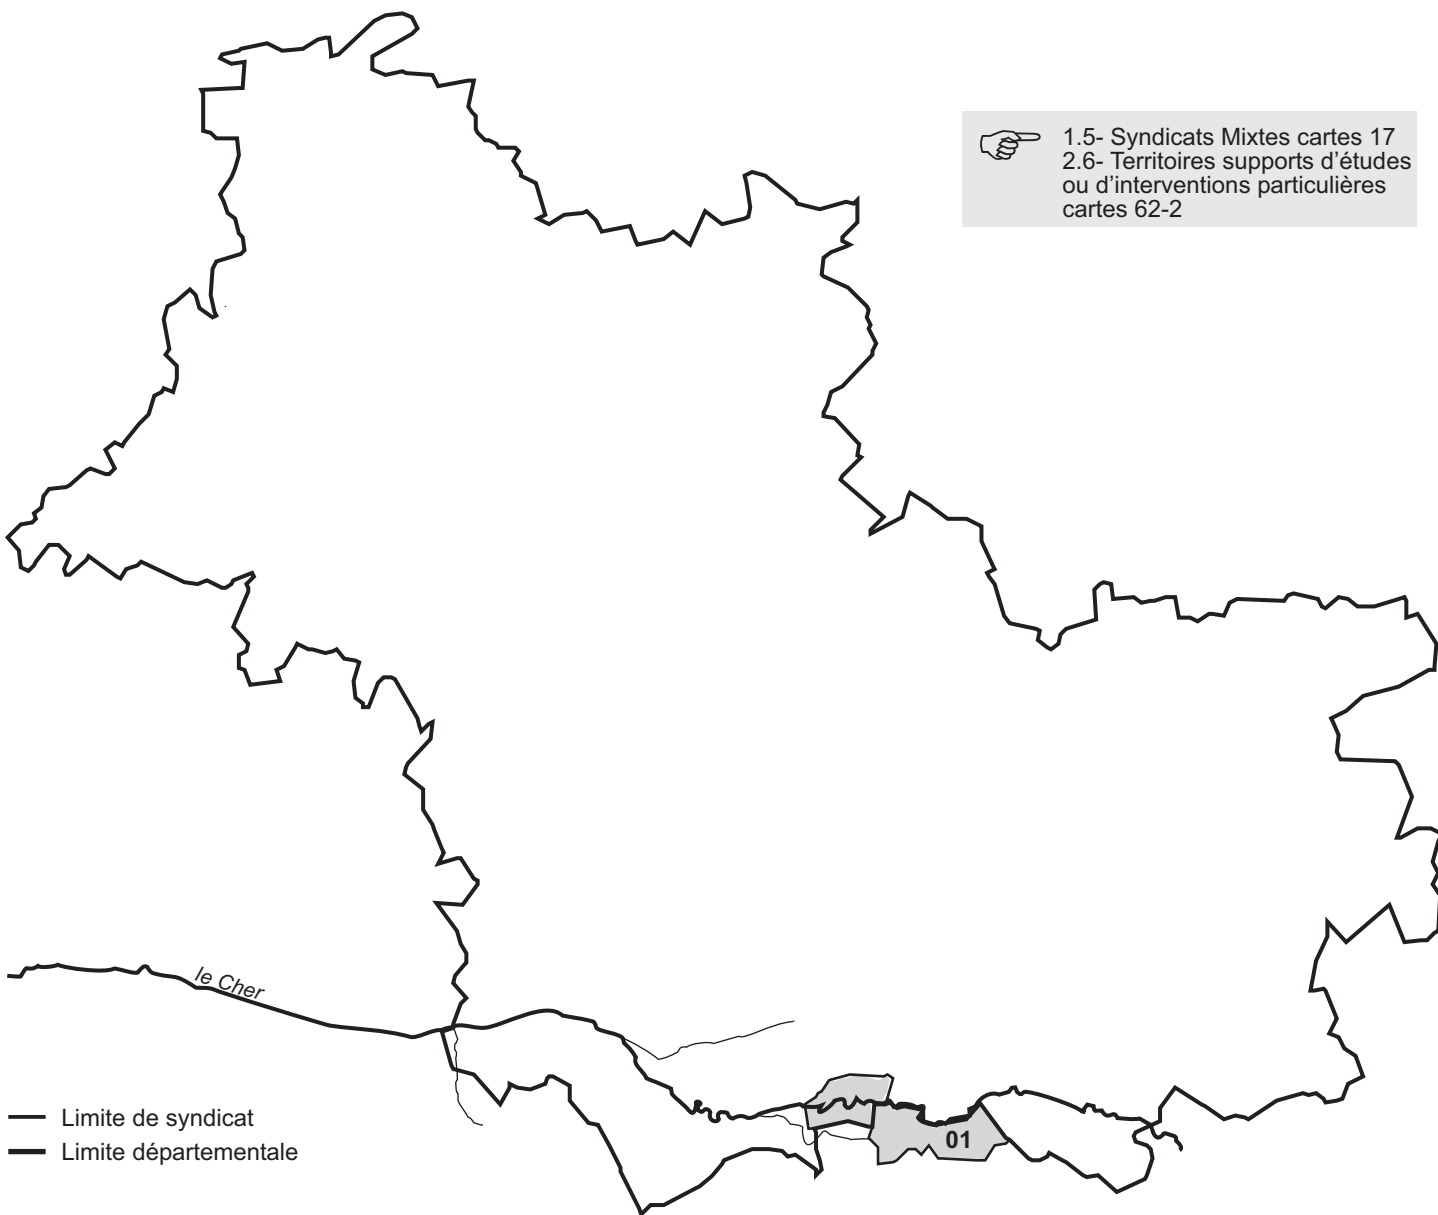 1.5- Syndicats Mixtes cartes 17
2.6- Territoires supports d’études
ou d’interventions particulières
cartes 62-2
le Cher
Limite de syndicat
Limite départementale
01